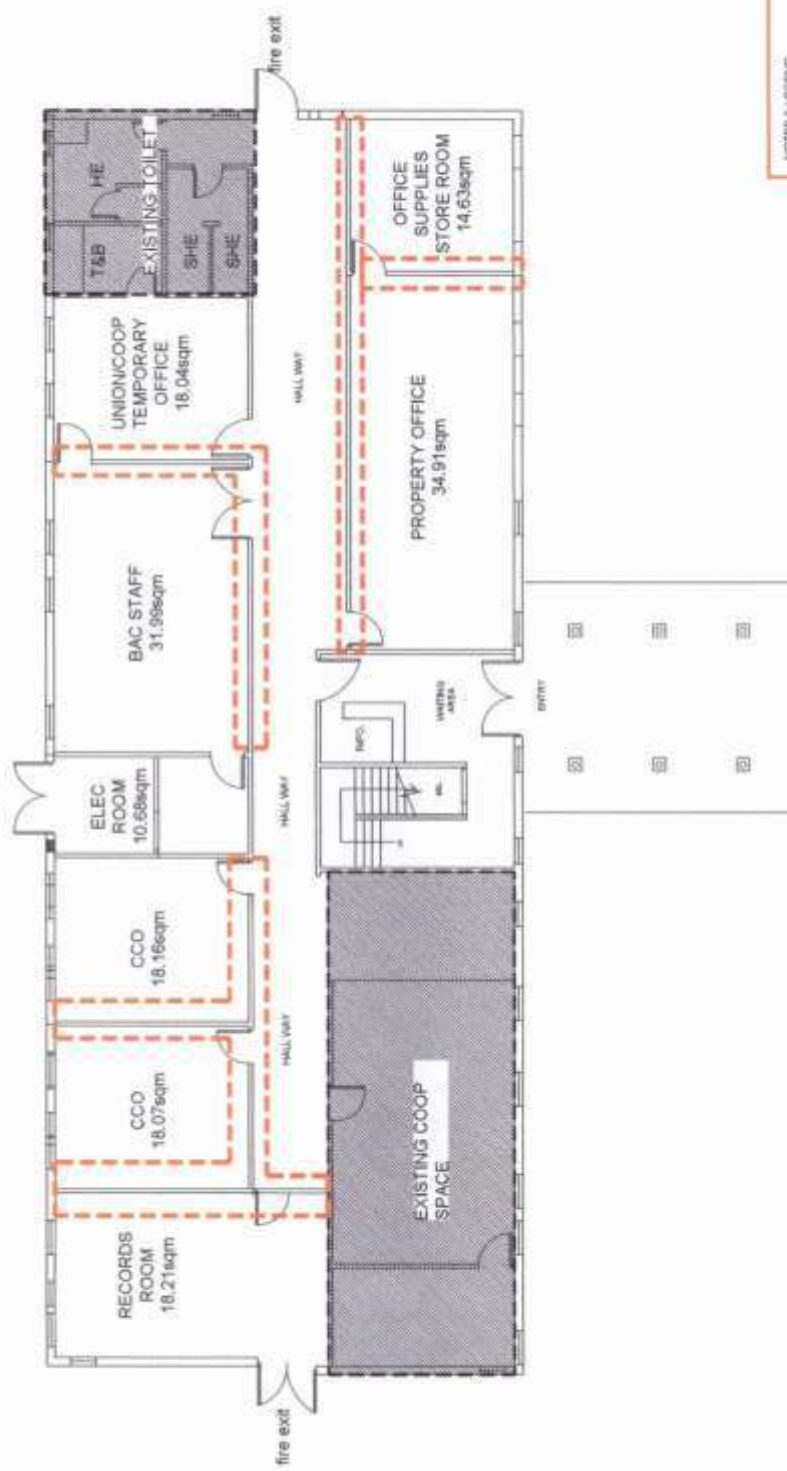 fire exit
HE
T&B
EXISTING TOILET
SHE
SHE
UNION/COOP
TEMPORARY
OFFICE
18.04sqm
OFFICE
SUPPLIES
STORE ROOM
14.63sqm
HALL WAY
BAC STAFF
31.99sqm
PROPERTY OFFICE
34.91sqm
ELEC
ROOM
10.68sqm
HALL WAY
INFO.
WAITING
AREA
ENTRY
CCO
18.16sqm
CCO
18.07sqm
HALL WAY
EXISTING COOP
SPACE
RECORDS
ROOM
18.21sqm
fire exit